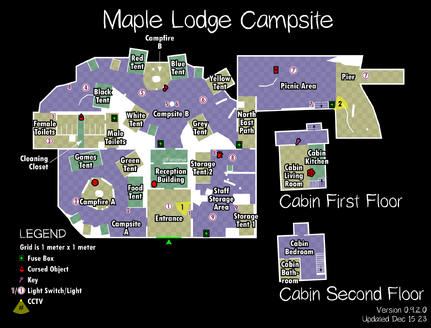 Maple Lodge Campsite
Campfire
B
Red
Tent
Blue
Tent
Yellow
Tent
Picnic Area
Pier
2
Black
Tent
White
Tent
Campsite B
Grey
Tent
North
East
Path
Female
Toilets
Male
Toilets
Cleaning
Closet
Games
Tent
Green
Tent
Reception
Building
Storage
Tent 2
Food
Tent
Staff
Storage
Area
Campfire A
Campsite
A
Entrance
1
Storage
Tent 1
Cabin
Kitchen
Cabin
Living
Room
Cabin First Floor
Cabin
Bedroom
Cabin
Bath-
room
Cabin Second Floor
LEGEND
Grid is 1 meter x 1 meter
Fuse Box
Cursed Object
Key
Light Switch/Light
CCTV
Version 0.9.2.0
Updated Dec 15 23